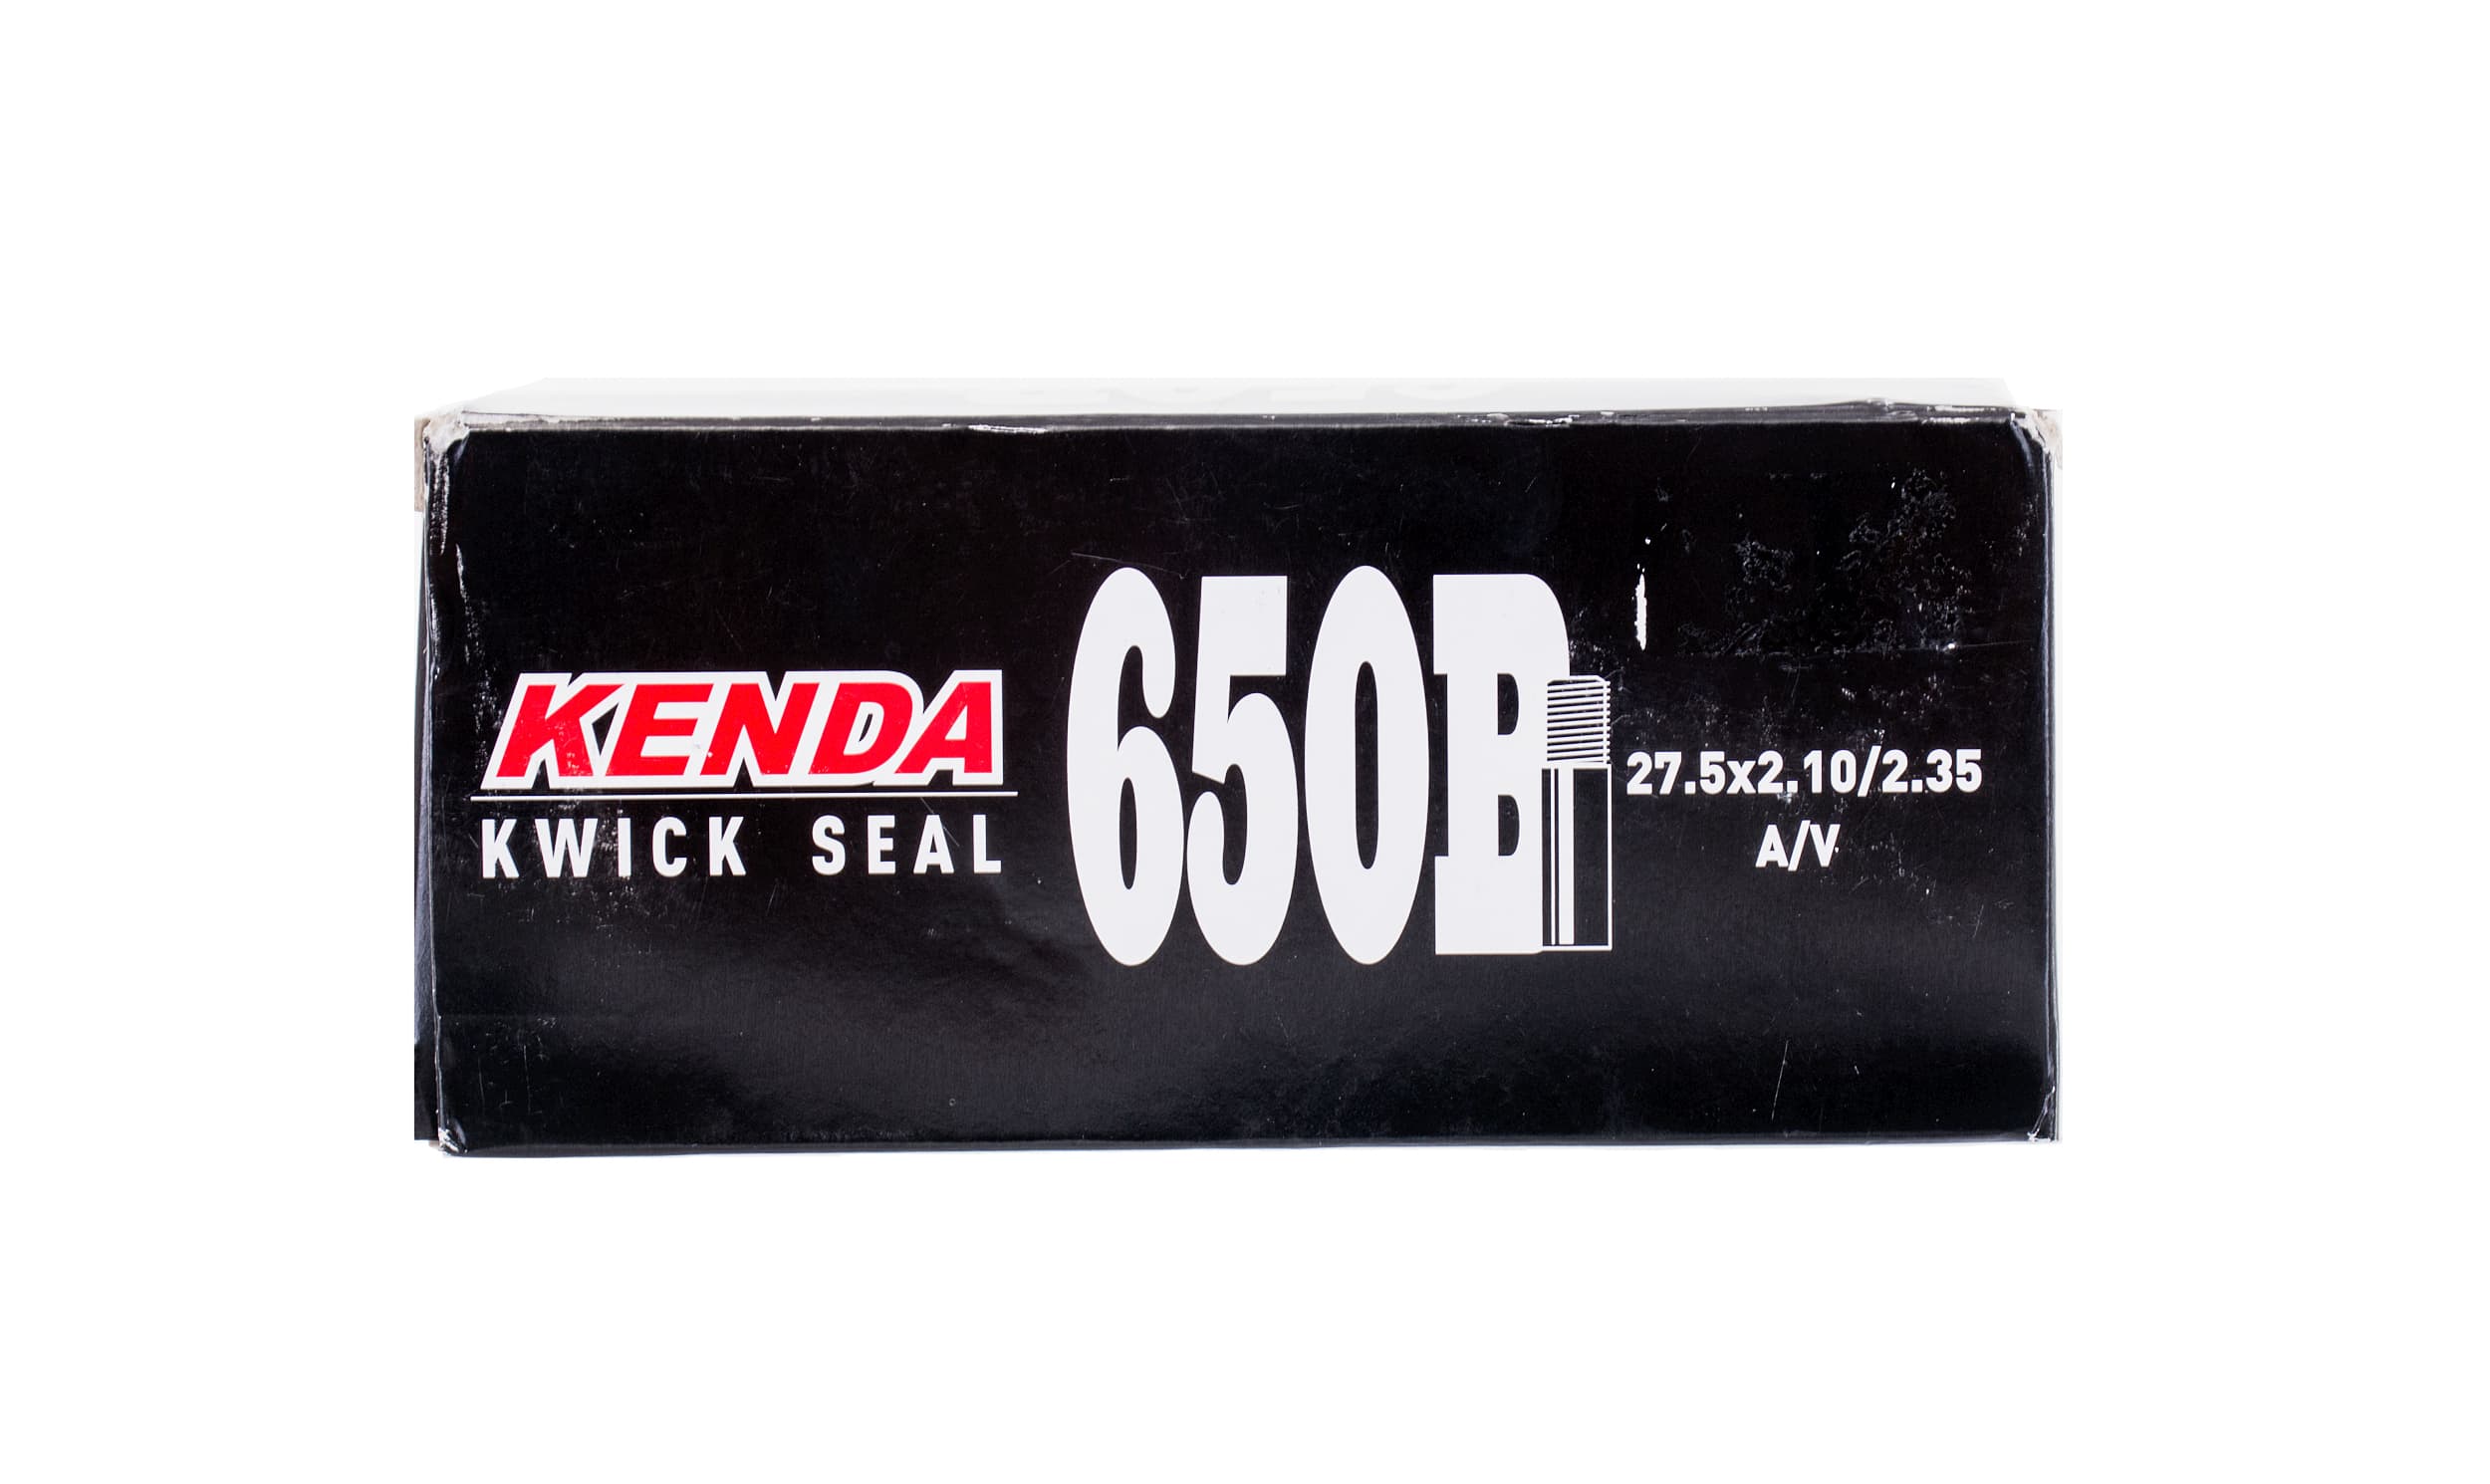 KENDA
KWICK SEAL
650B
27.5x2.10/2.35
A/V